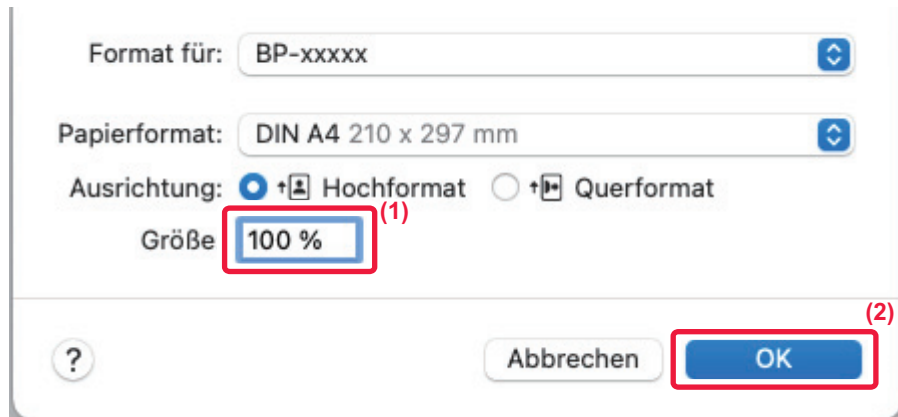 Format für: BP-xxxxx
Papierformat: DIN A4 210 x 297 mm
Ausrichtung: Hochformat Querformat
(1)
Größe 100 %
(2)
? Abbrechen OK